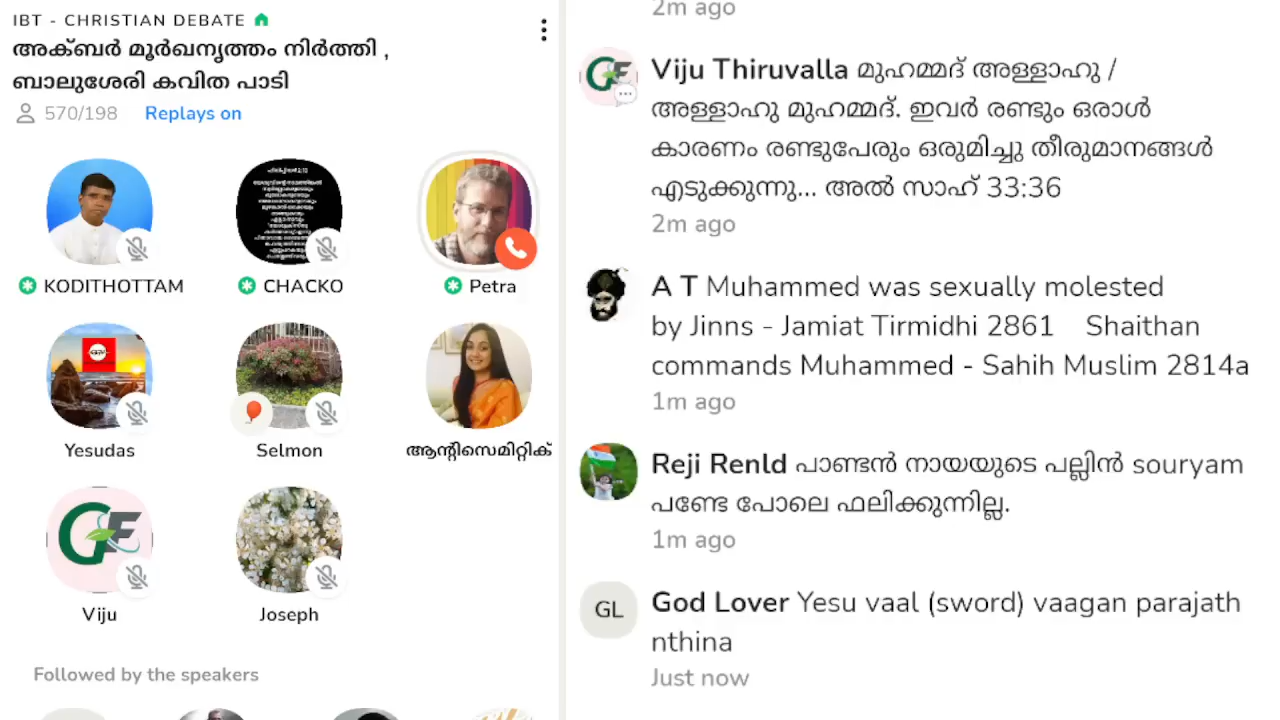 IBT - CHRISTIAN DEBATE
അക്ബർ മൂർഖനൃത്തം നിർത്തി ,
ബാലുശേരി കവിത പാടി
570/198 Replays on
KODITHOTTAM CHACKO Petra
Yesudas Selmon ആന്റിസെമിറ്റിക്
Viju Joseph
Followed by the speakers
2m ago
Viju Thiruvalla മുഹമ്മദ് അള്ളാഹു /
അള്ളാഹു മുഹമ്മദ്. ഇവർ രണ്ടും ഒരാൾ
കാരണം രണ്ടുപേരും ഒരുമിച്ചു തീരുമാനങ്ങൾ
എടുക്കുന്നു... അൽ സാഹ് 33:36
2m ago
A T Muhammed was sexually molested
by Jinns - Jamiat Tirmidhi 2861 Shaithan
commands Muhammed - Sahih Muslim 2814a
1m ago
Reji Renld പാണ്ടൻ നായയുടെ പല്ലിൻ souryam
പണ്ടേ പോലെ ഫലിക്കുന്നില്ല.
1m ago
GL
God Lover Yesu vaal (sword) vaagan parajath
nthina
Just now